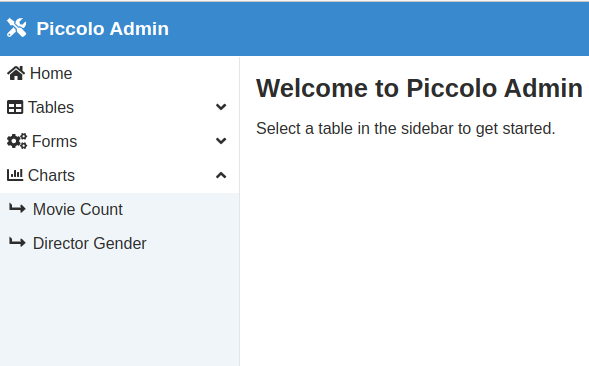 Piccolo Admin
Home
Tables
Forms
Charts
Movie Count
Director Gender
Welcome to Piccolo Admin
Select a table in the sidebar to get started.